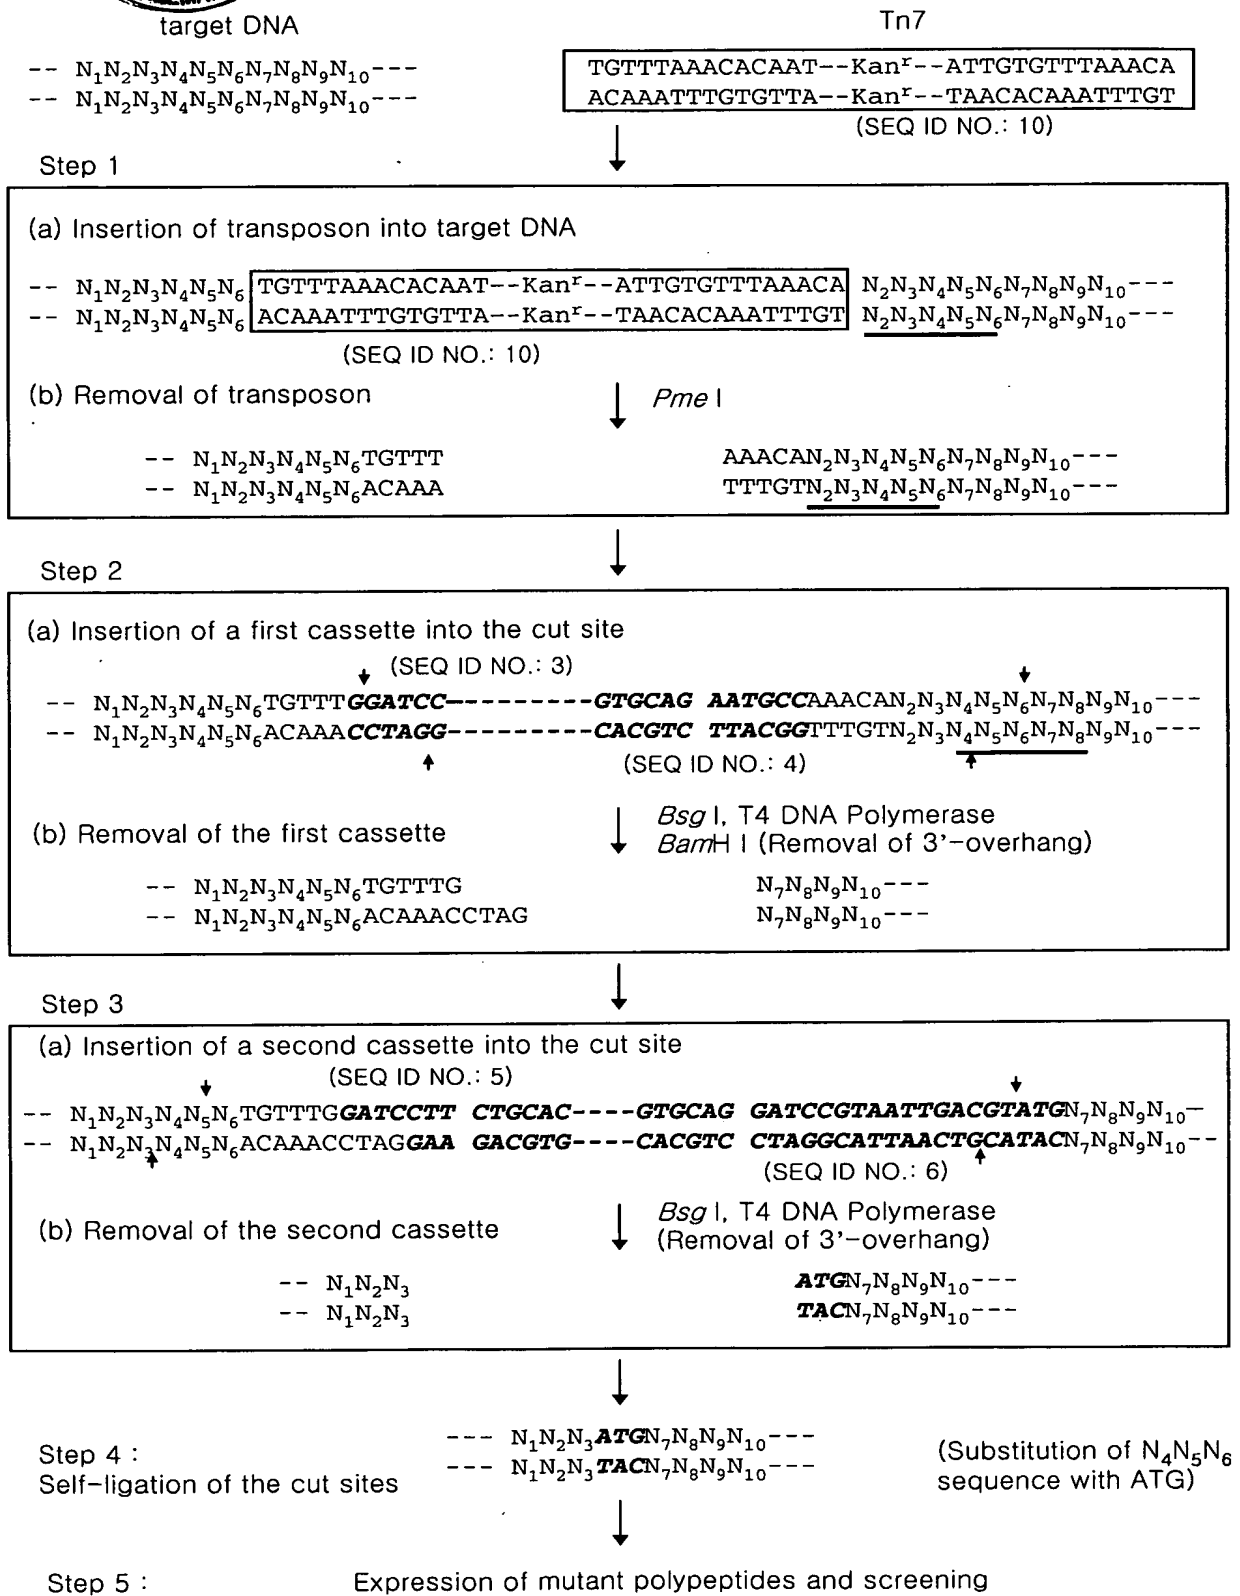 target DNA
Tn7
-- N₁N₂N₃N₄N₅N₆N₇N₈N₉N₁₀---
-- N₁N₂N₃N₄N₅N₆N₇N₈N₉N₁₀---
TGTTTAAACACAAT--Kanʳ--ATTGTGTTTAAACA
ACAAATTTGTGTTA--Kanʳ--TAACACAAATTTGT
(SEQ ID NO.: 10)
Step 1
(a) Insertion of transposon into target DNA
-- N₁N₂N₃N₄N₅N₆ TGTTTAAACACAAT--Kanʳ--ATTGTGTTTAAACA N₂N₃N₄N₅N₆N₇N₈N₉N₁₀---
-- N₁N₂N₃N₄N₅N₆ ACAAATTTGTGTTA--Kanʳ--TAACACAAATTTGT N₂N₃N₄N₅N₆N₇N₈N₉N₁₀---
(SEQ ID NO.: 10)
(b) Removal of transposon
Pme I
-- N₁N₂N₃N₄N₅N₆TGTTT AAACAN₂N₃N₄N₅N₆N₇N₈N₉N₁₀---
-- N₁N₂N₃N₄N₅N₆ACAAA TTTGTN₂N₃N₄N₅N₆N₇N₈N₉N₁₀---
Step 2
(a) Insertion of a first cassette into the cut site
(SEQ ID NO.: 3)
-- N₁N₂N₃N₄N₅N₆TGTTTGGATCC---------GTGCAG AATGCCAAACAN₂N₃N₄N₅N₆N₇N₈N₉N₁₀---
-- N₁N₂N₃N₄N₅N₆ACAAACCTAGG---------CACGTC TTACGGTTTGTN₂N₃N₄N₅N₆N₇N₈N₉N₁₀---
(SEQ ID NO.: 4)
(b) Removal of the first cassette
Bsg I, T4 DNA Polymerase
BamH I (Removal of 3'-overhang)
-- N₁N₂N₃N₄N₅N₆TGTTTG N₇N₈N₉N₁₀---
-- N₁N₂N₃N₄N₅N₆ACAAACCTAG N₇N₈N₉N₁₀---
Step 3
(a) Insertion of a second cassette into the cut site
(SEQ ID NO.: 5)
-- N₁N₂N₃N₄N₅N₆TGTTTGGATCCTT CTGCAC----GTGCAG GATCCGTAATTGACGTATGN₇N₈N₉N₁₀--
-- N₁N₂N₃N₄N₅N₆ACAAACCTAGGAA GACGTG----CACGTC CTAGGCATTAACTGCATACN₇N₈N₉N₁₀--
(SEQ ID NO.: 6)
(b) Removal of the second cassette
Bsg I, T4 DNA Polymerase
(Removal of 3'-overhang)
-- N₁N₂N₃ ATGN₇N₈N₉N₁₀---
-- N₁N₂N₃ TACN₇N₈N₉N₁₀---
Step 4 :
Self-ligation of the cut sites
--- N₁N₂N₃ATGN₇N₈N₉N₁₀---
-- N₁N₂N₃TACN₇N₈N₉N₁₀---
(Substitution of N₄N₅N₆
sequence with ATG)
Step 5 :
Expression of mutant polypeptides and screening